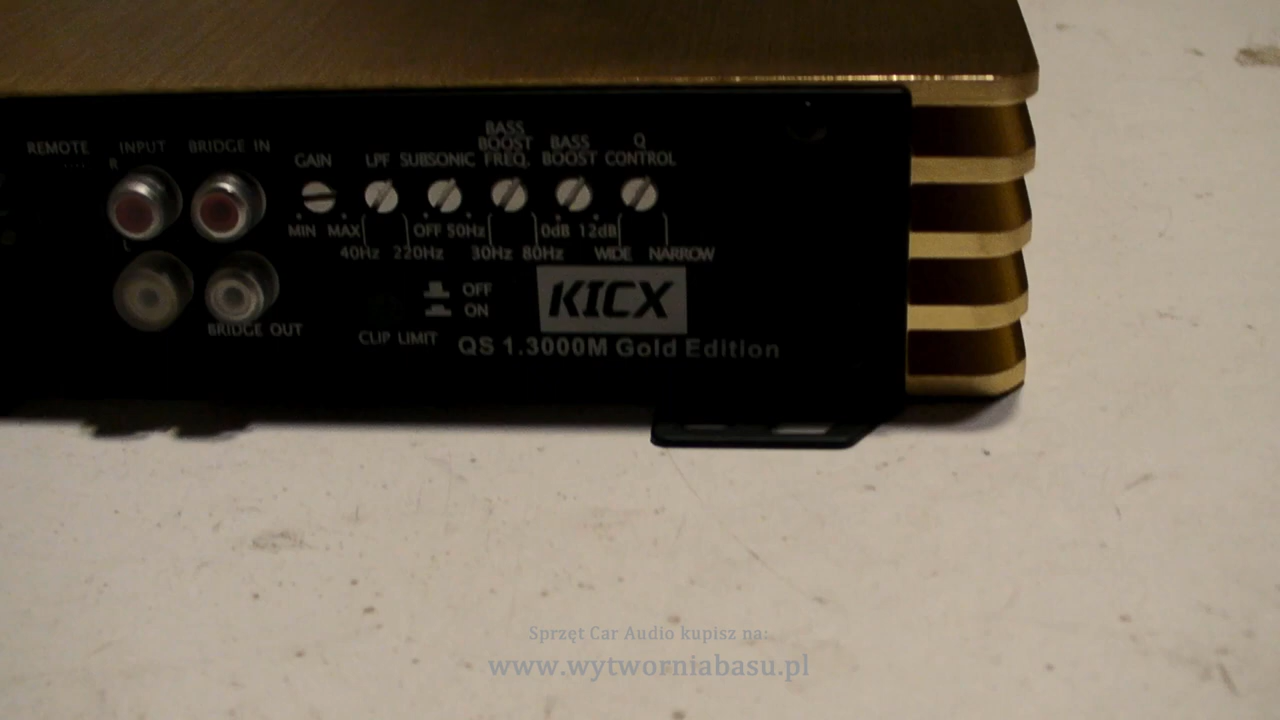 REMOTE
INPUT
BRIDGE IN
R
L
GAIN
LPF
SUBSONIC
BASS
BOOST
FREQ.
BASS
BOOST
Q
CONTROL
MIN MAX
OFF 50Hz
0dB 12dB
40Hz 220Hz
30Hz 80Hz
WIDE NARROW
OFF
ON
BRIDGE OUT
CLIP LIMIT
KICX
QS 1.3000M Gold Edition
Sprzęt Car Audio kupisz na:
www.wytworniabasu.pl